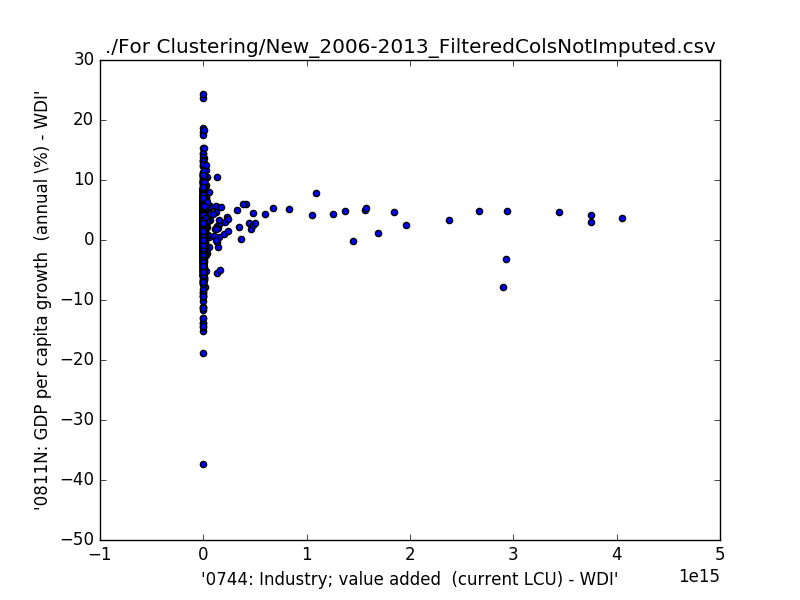 ./For Clustering/New_2006-2013_FilteredColsNotImputed.csv
30
20
10
0
−10
−20
−30
−40
−50
'0811N: GDP per capita growth  (annual \%) - WDI'
−1 0 1 2 3 4 5
1e15
'0744: Industry; value added  (current LCU) - WDI'